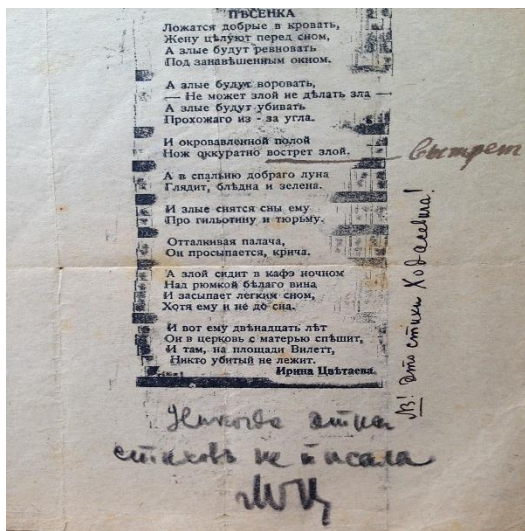 ПѢСЕНКА
Ложатся добрые в кровать,
Жену цѣлуют перед сном,
А злые будут ревновать
Под занавѣшенным окном.
А злые будут воровать,
— Не может злой не дѣлать зла —
А злые будут убивать
Прохожаго из - за угла.
И окровавленной полой
Нож аккуратно вострет злой. вытрет
А в спальню добраго луна
Глядит, блѣдна и зелена.
И злые снятся сны ему
Про гильотину и тюрьму.
Отталкивая палача,
Он просыпается, крича.
А злой сидит в кафэ ночном
Над рюмкой бѣлаго вина
И засыпает легким сном,
Хотя ему и не до сна.
И вот ему двѣнадцать лѣт
Он в церковь с матерью спѣшит,
И там, на площади Вилетт,
Никто убитый не лежит.
Ирина Цвѣтаева.
NB! Это стихи Ходасевича!
Никогда этих
стихов не писала
МЦ